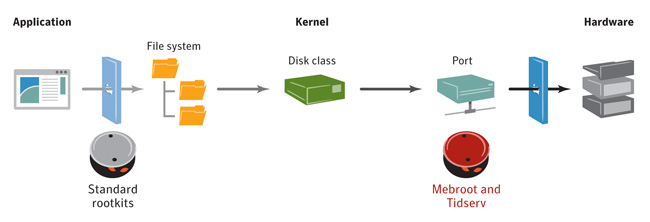 Application
Kernel
Hardware
File system
Disk class
Port
Standard
rootkits
Mebroot and
Tidserv